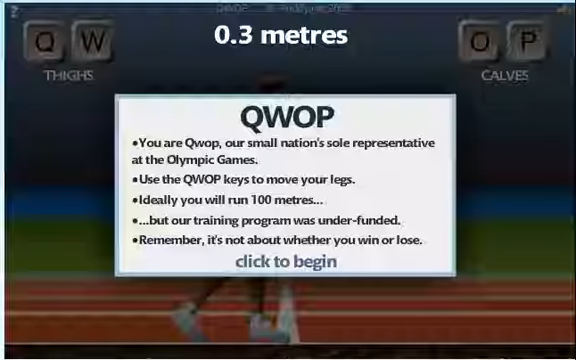 0.3 metres
Q W O P
THIGHS CALVES
QWOP
•You are Qwop, our small nation's sole representative
at the Olympic Games.
•Use the QWOP keys to move your legs.
•Ideally you will run 100 metres...
•...but our training program was under-funded.
•Remember, it's not about whether you win or lose.
click to begin